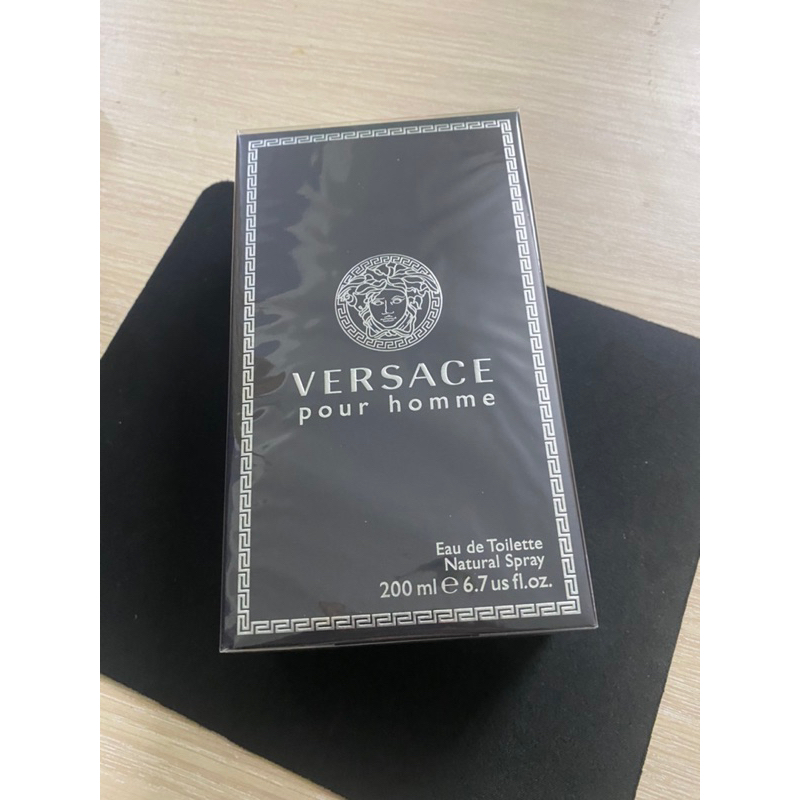 VERSACE
pour homme
Eau de Toilette
Natural Spray
200 ml ℮ 6.7 us fl.oz.